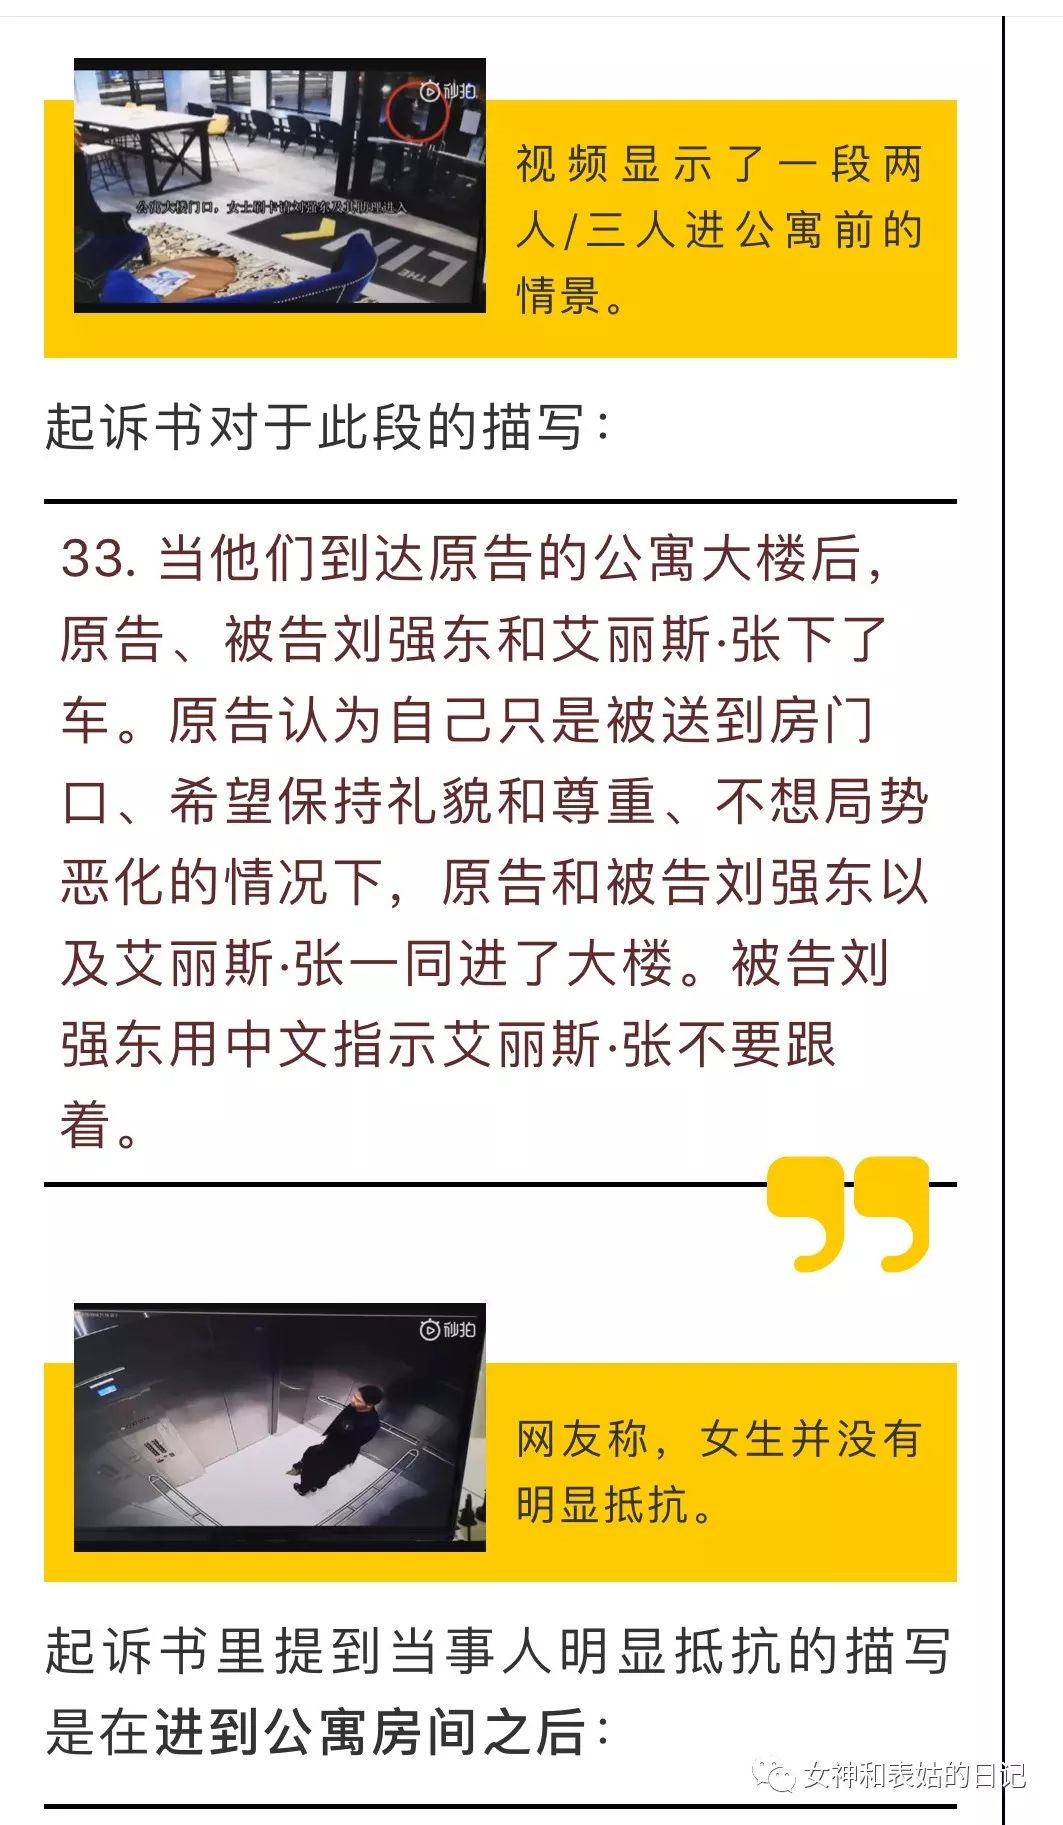 秒拍
公寓大楼门口，女士刷卡请刘强东及其助理进入
THE LINK
视频显示了一段两
人/三人进公寓前的
情景。
起诉书对于此段的描写：
33. 当他们到达原告的公寓大楼后，
原告、被告刘强东和艾丽斯·张下了
车。原告认为自己只是被送到房门
口、希望保持礼貌和尊重、不想局势
恶化的情况下，原告和被告刘强东以
及艾丽斯·张一同进了大楼。被告刘
强东用中文指示艾丽斯·张不要跟
着。
秒拍
网友称，女生并没有
明显抵抗。
起诉书里提到当事人明显抵抗的描写
是在进到公寓房间之后：
女神和表姑的日记